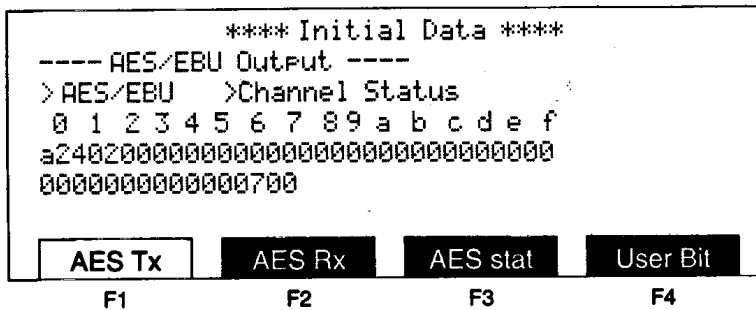 **** Initial Data ****
---- AES/EBU Output ----
>AES/EBU >Channel Status
0 1 2 3 4 5 6 7 8 9 a b c d e f
a2402000000000000000000000000000
0000000000000700
AES Tx AES Rx AES stat User Bit
F1 F2 F3 F4